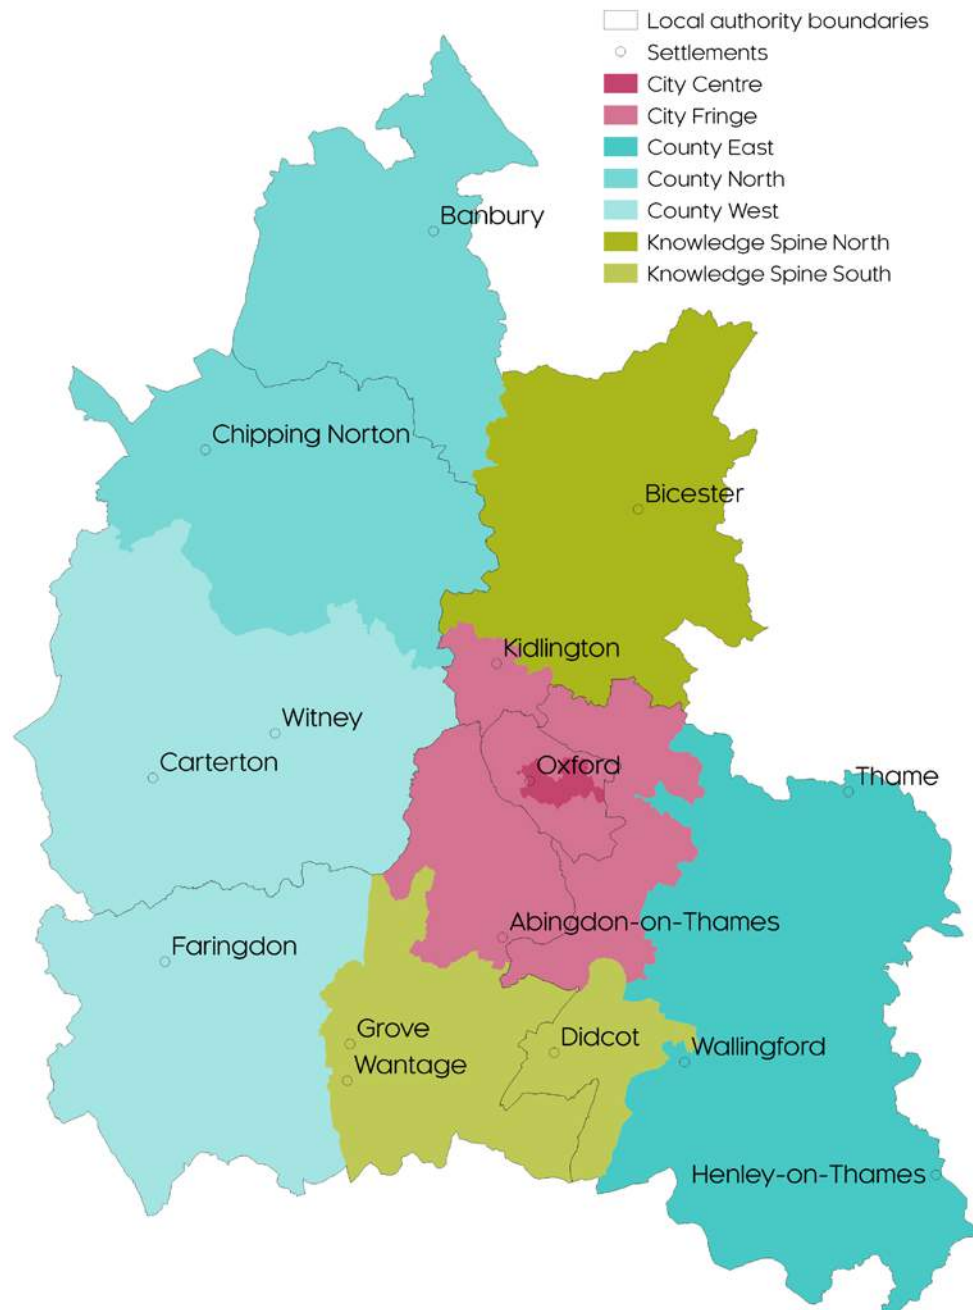 Local authority boundaries
Settlements
City Centre
City Fringe
County East
County North
County West
Knowledge Spine North
Knowledge Spine South
Banbury
Chipping Norton
Bicester
Kidlington
Witney
Carterton
Oxford
Thame
Abingdon-on-Thames
Faringdon
Grove
Didcot
Wallingford
Wantage
Henley-on-Thames